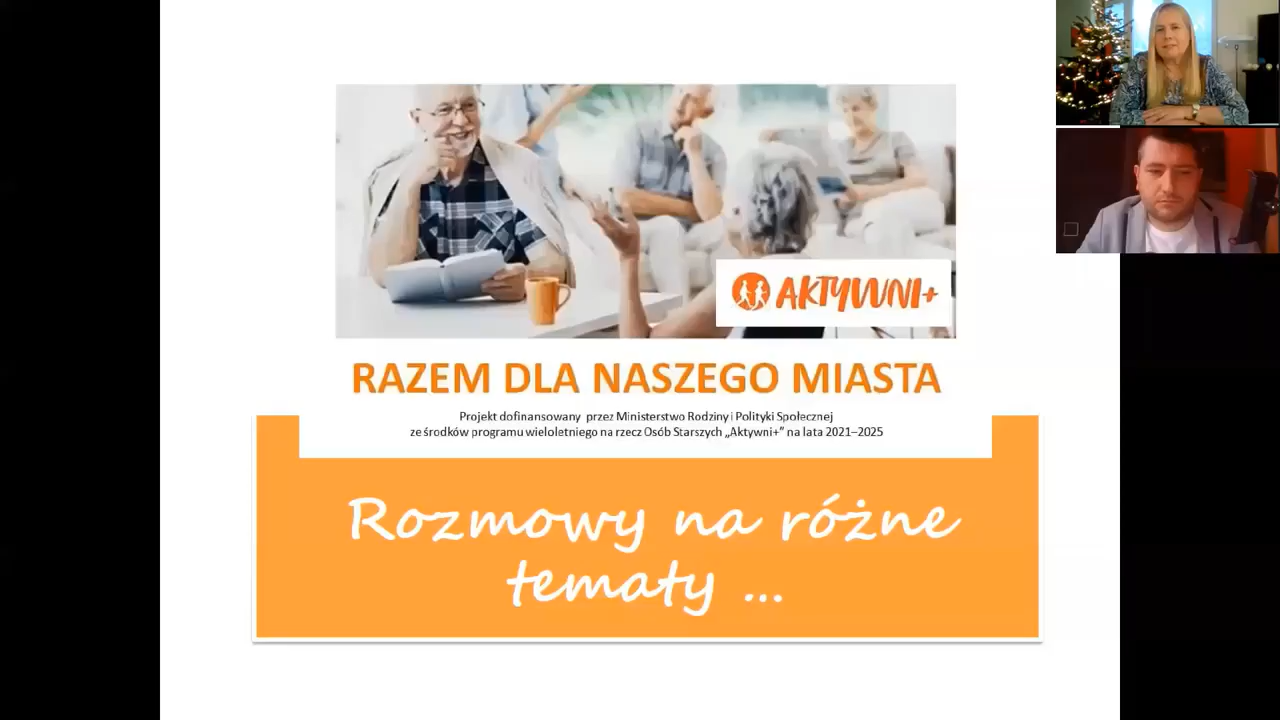 AKTYWNI+
RAZEM DLA NASZEGO MIASTA
Projekt dofinansowany przez Ministerstwo Rodziny i Polityki Społecznej
ze środków programu wieloletniego na rzecz Osób Starszych „Aktywni+” na lata 2021–2025
Rozmowy na różne
tematy ...